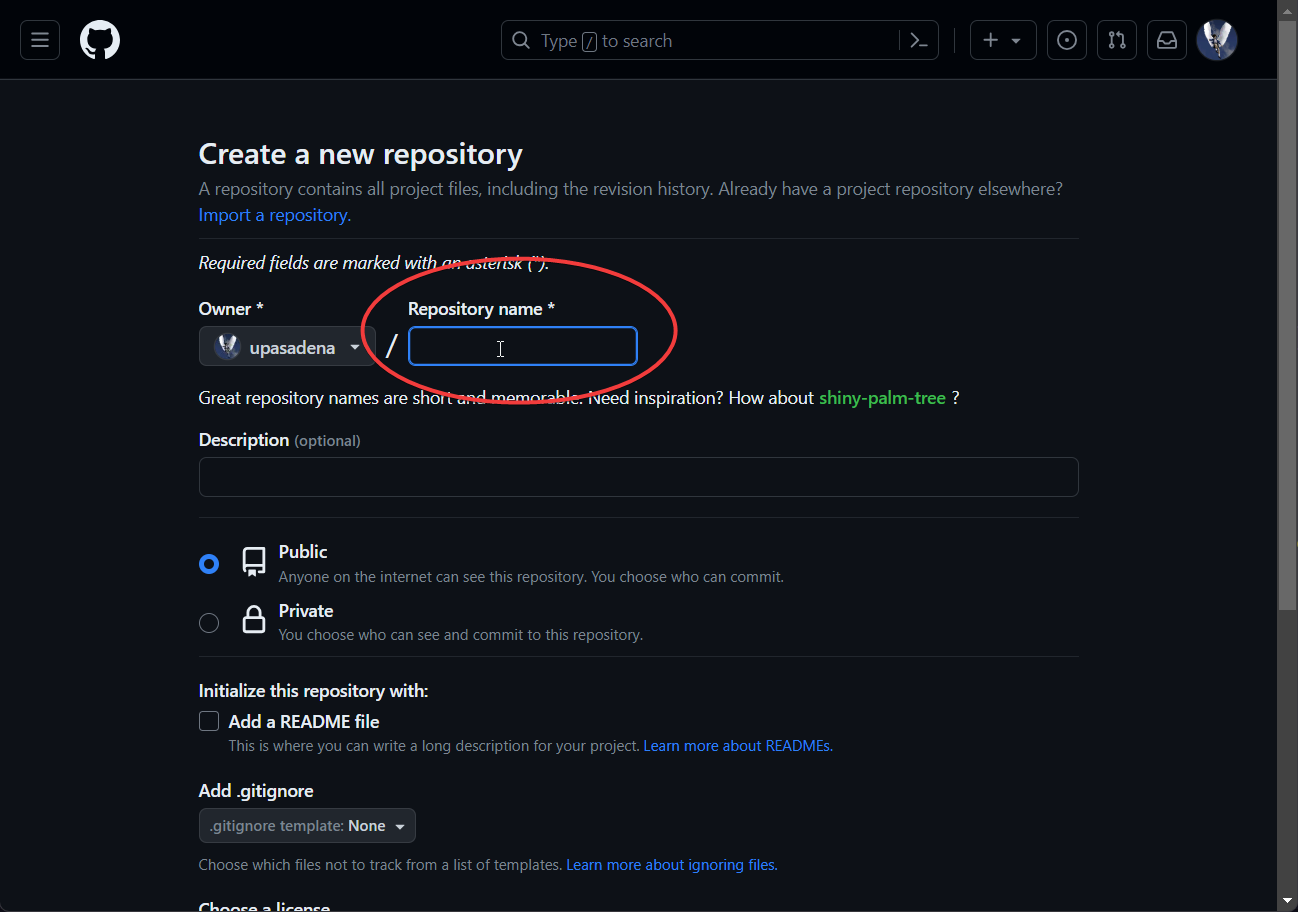 Type / to search
Create a new repository
A repository contains all project files, including the revision history. Already have a project repository elsewhere?
Import a repository.
Required fields are marked with an asterisk (*).
Owner * Repository name *
upasadena /
Great repository names are short and memorable. Need inspiration? How about shiny-palm-tree ?
Description (optional)
Public
Anyone on the internet can see this repository. You choose who can commit.
Private
You choose who can see and commit to this repository.
Initialize this repository with:
Add a README file
This is where you can write a long description for your project. Learn more about READMEs.
Add .gitignore
.gitignore template: None
Choose which files not to track from a list of templates. Learn more about ignoring files.
Choose a license